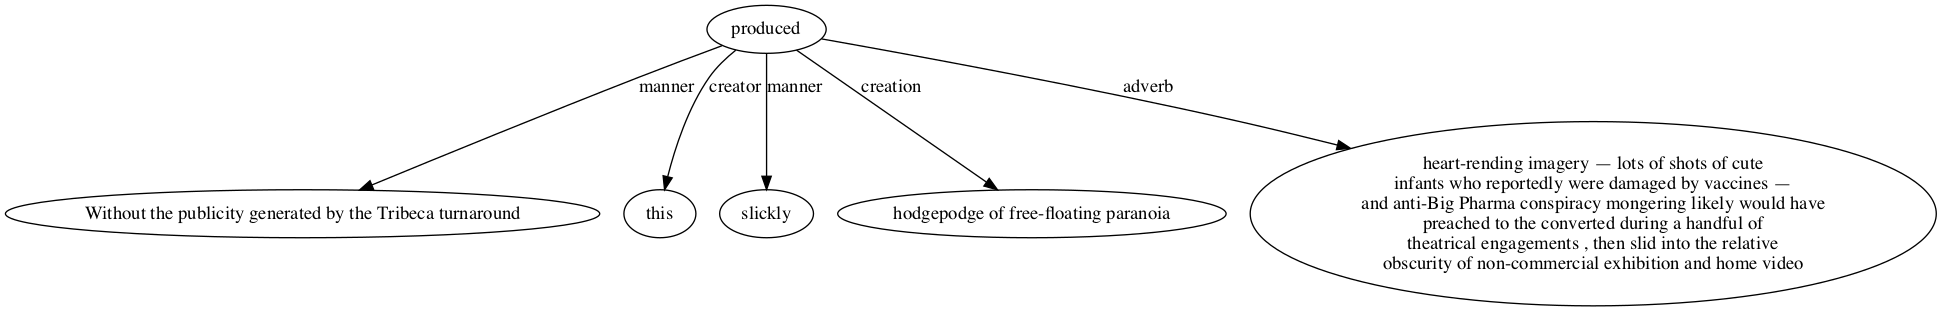 produced
manner
creator
manner
creation
adverb
Without the publicity generated by the Tribeca turnaround
this
slickly
hodgepodge of free-floating paranoia
heart-rending imagery — lots of shots of cute
infants who reportedly were damaged by vaccines —
and anti-Big Pharma conspiracy mongering likely would have
preached to the converted during a handful of
theatrical engagements , then slid into the relative
obscurity of non-commercial exhibition and home video